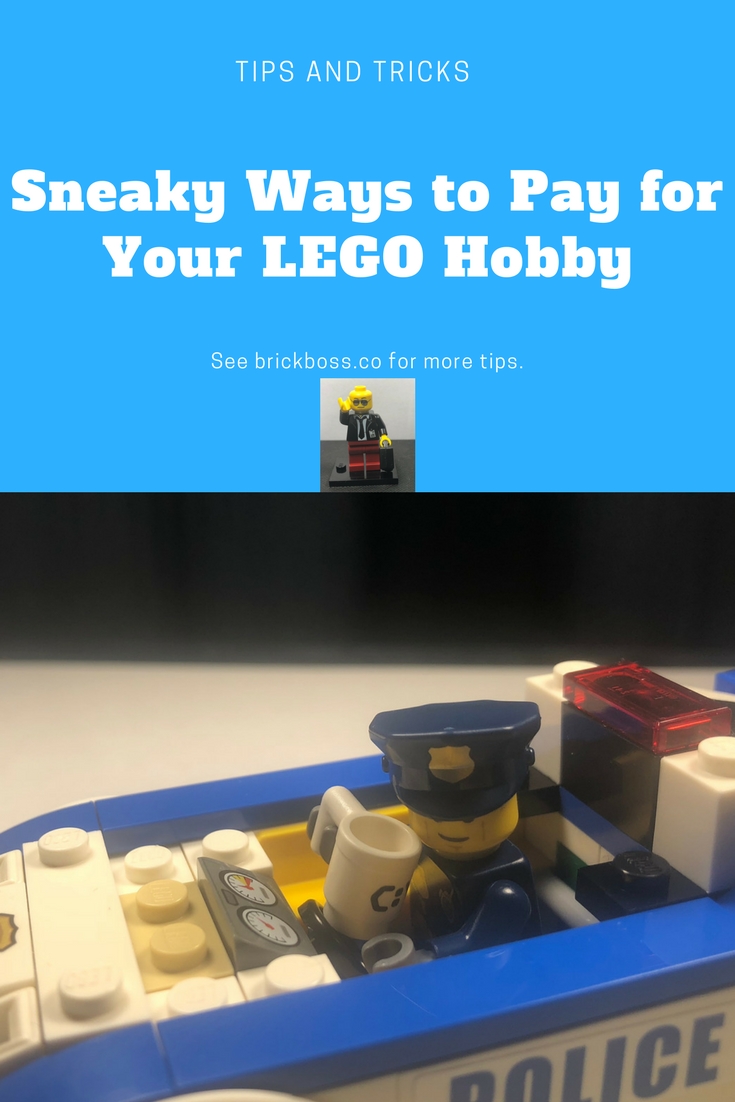 TIPS AND TRICKS
Sneaky Ways to Pay for
Your LEGO Hobby
See brickboss.co for more tips.
C:
POLICE